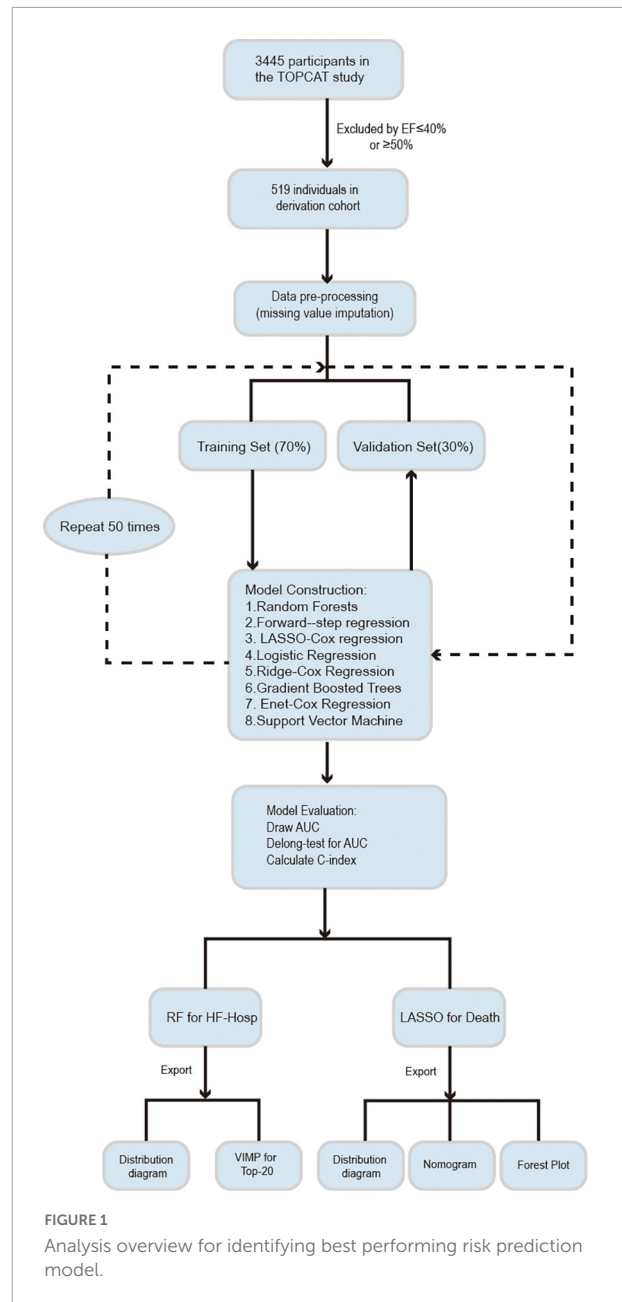 3445 participants in
the TOPCAT study
Excluded by EF≤40%
or ≥50%
519 individuals in
derivation cohort
Data pre-processing
(missing value imputation)
Training Set (70%)
Validation Set(30%)
Repeat 50 times
Model Construction:
1.Random Forests
2.Forward--step regression
3. LASSO-Cox regression
4.Logistic Regression
5.Ridge-Cox Regression
6.Gradient Boosted Trees
7. Enet-Cox Regression
8.Support Vector Machine
Model Evaluation:
Draw AUC
Delong-test for AUC
Calculate C-index
RF for HF-Hosp
LASSO for Death
Export
Export
Distribution
diagram
VIMP for
Top-20
Distribution
diagram
Nomogram
Forest Plot
FIGURE 1
Analysis overview for identifying best performing risk prediction
model.